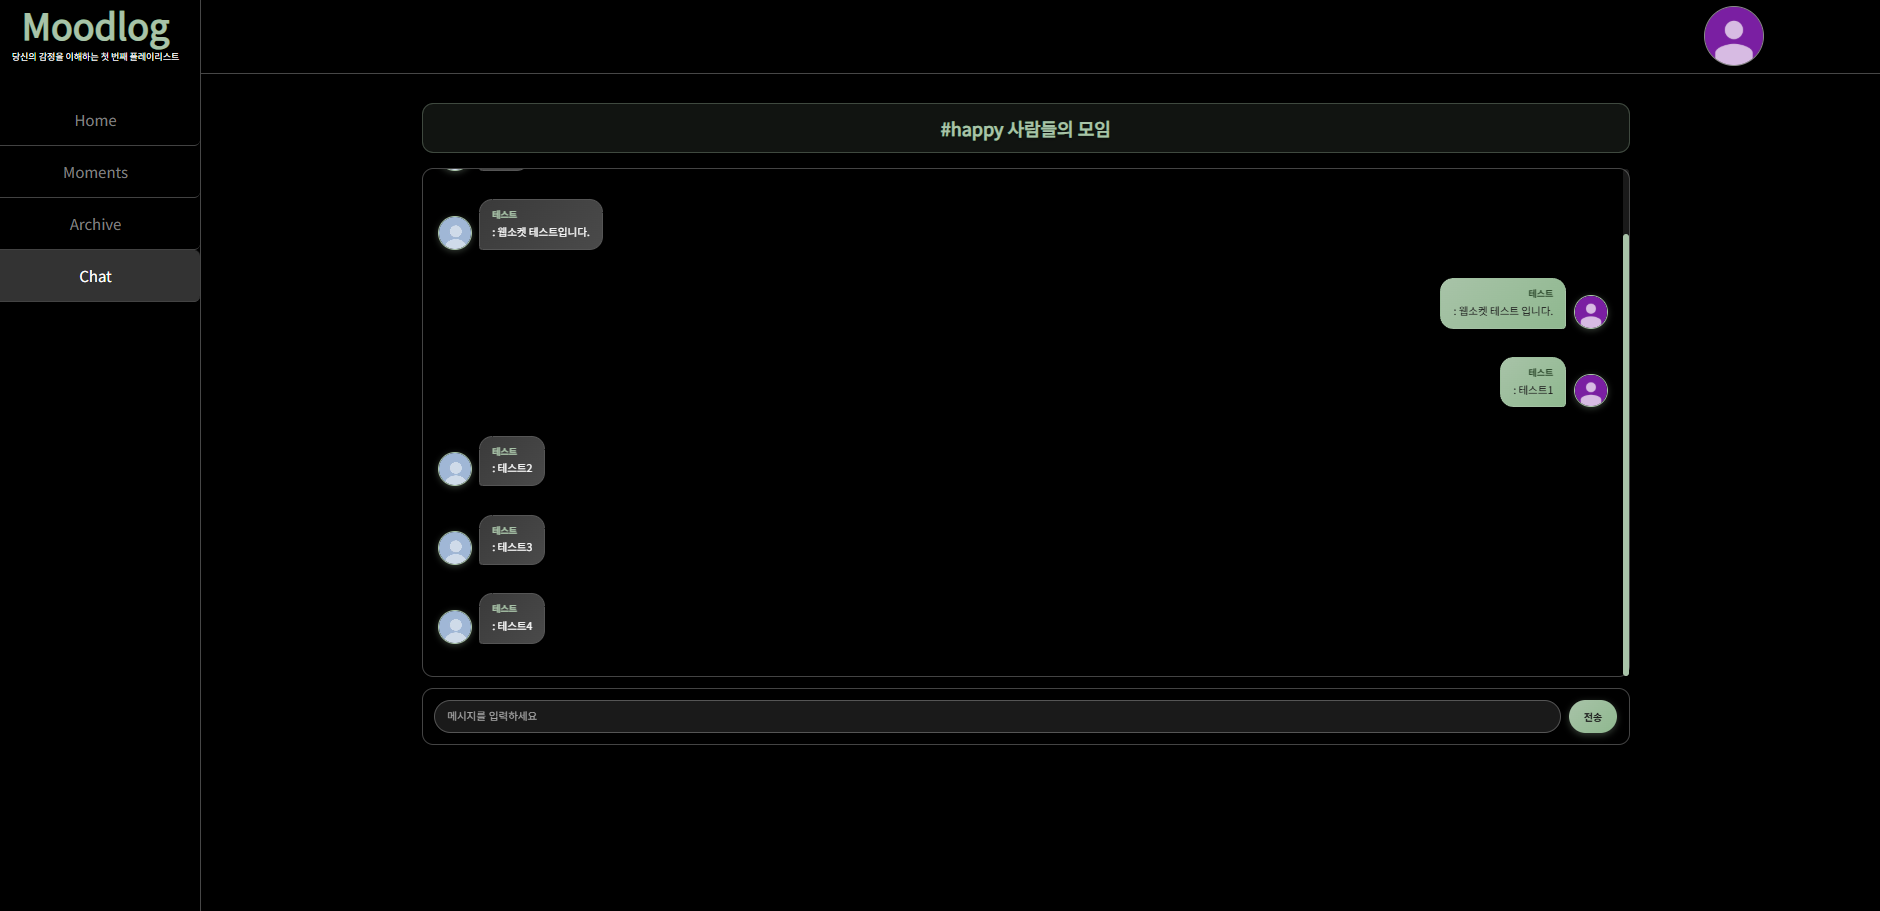 Moodlog
당신의 감정을 이해하는 첫 번째 플레이리스트
Home
Moments
Archive
Chat
#happy 사람들의 모임
테스트
: 웹소켓 테스트입니다.
테스트
: 웹소켓 테스트 입니다.
테스트
: 테스트1
테스트
: 테스트2
테스트
: 테스트3
테스트
: 테스트4
메시지를 입력하세요
전송